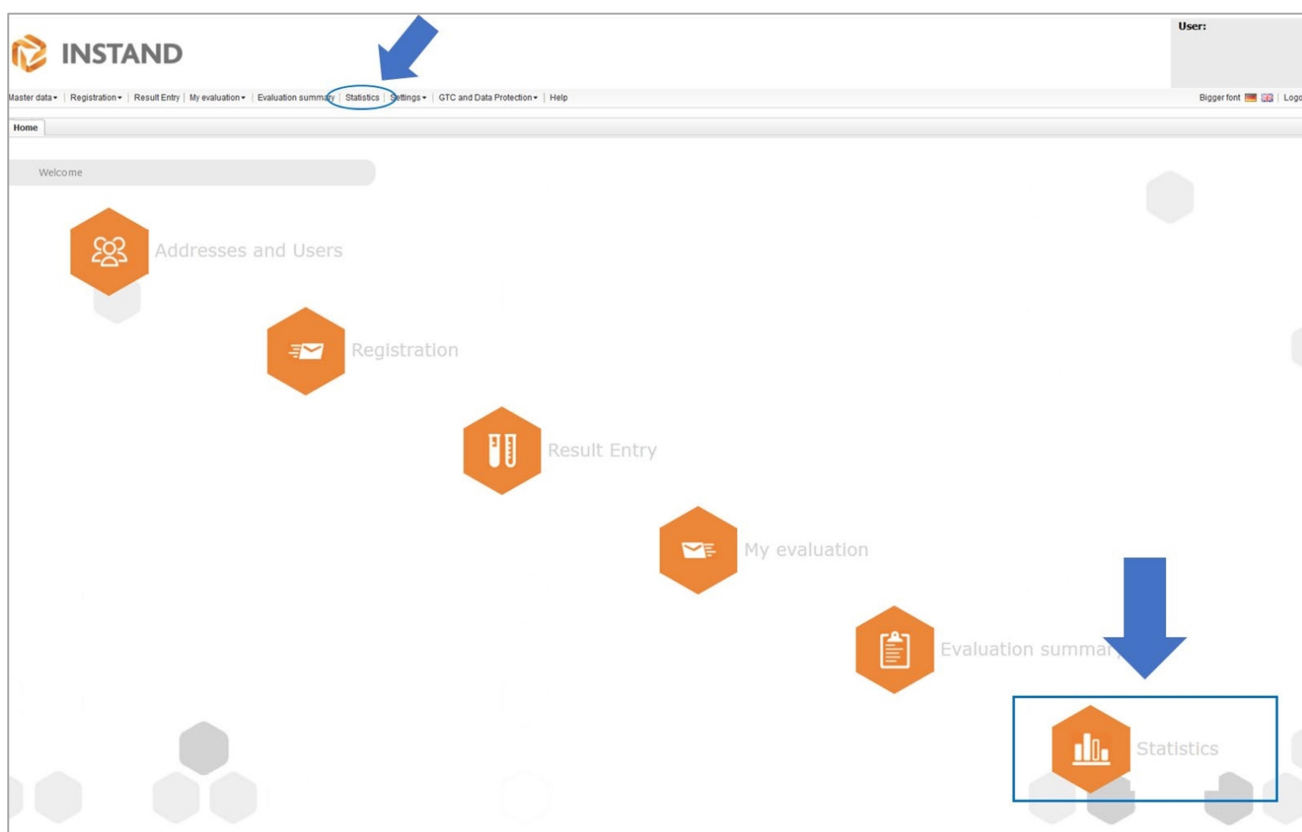 User:
INSTAND
Master data | Registration | Result Entry | My evaluation | Evaluation summary | Statistics | Settings | GTC and Data Protection | Help Bigger font | Logo
Home
Welcome
Addresses and Users
Registration
Result Entry
My evaluation
Evaluation summary
Statistics